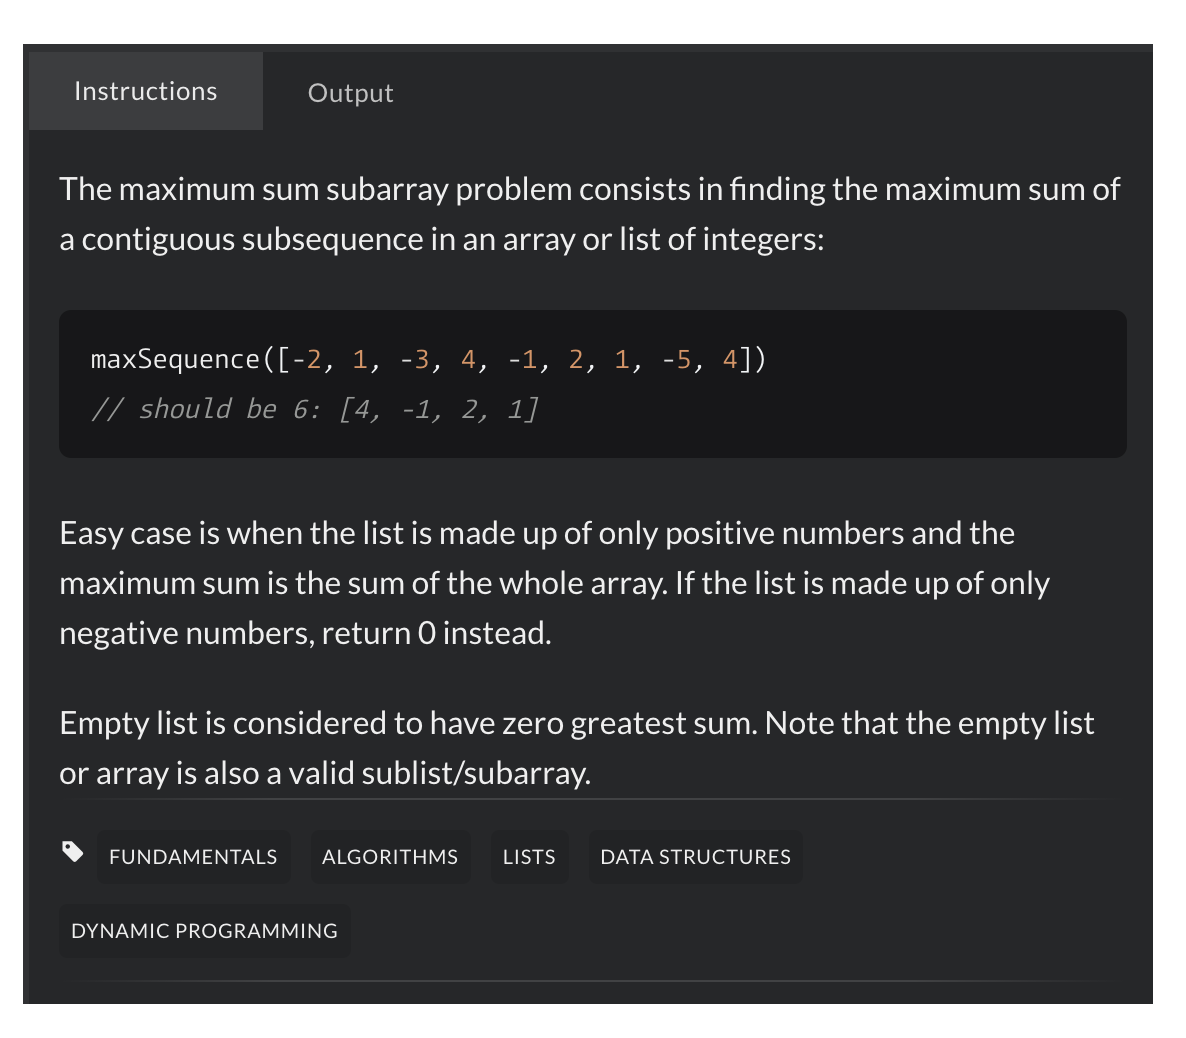 Instructions
Output
The maximum sum subarray problem consists in finding the maximum sum of
a contiguous subsequence in an array or list of integers:
maxSequence([-2, 1, -3, 4, -1, 2, 1, -5, 4])
// should be 6: [4, -1, 2, 1]
Easy case is when the list is made up of only positive numbers and the
maximum sum is the sum of the whole array. If the list is made up of only
negative numbers, return 0 instead.
Empty list is considered to have zero greatest sum. Note that the empty list
or array is also a valid sublist/subarray.
FUNDAMENTALS ALGORITHMS LISTS DATA STRUCTURES
DYNAMIC PROGRAMMING